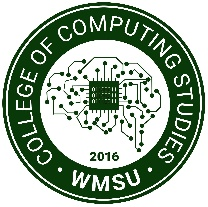 COLLEGE OF COMPUTING STUDIES
2016
WMSU